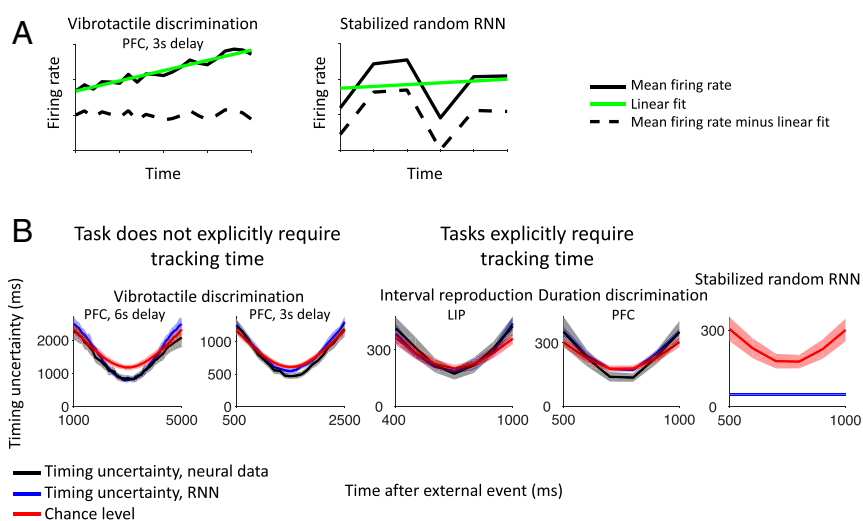 A
Vibrotactile discrimination
PFC, 3s delay
Stabilized random RNN
Firing rate
Time
Firing rate
Time
Mean firing rate
Linear fit
Mean firing rate minus linear fit
B
Task does not explicitly require
tracking time
Tasks explicitly require
tracking time
Vibrotactile discrimination
PFC, 6s delay
PFC, 3s delay
Interval reproduction
LIP
Duration discrimination
PFC
Stabilized random RNN
Timing uncertainty (ms)
2000
1000
0
1000
5000
1000
500
0
500
2500
300
0
400
1000
300
0
500
1000
300
0
500
1000
Timing uncertainty, neural data
Timing uncertainty, RNN
Chance level
Time after external event (ms)